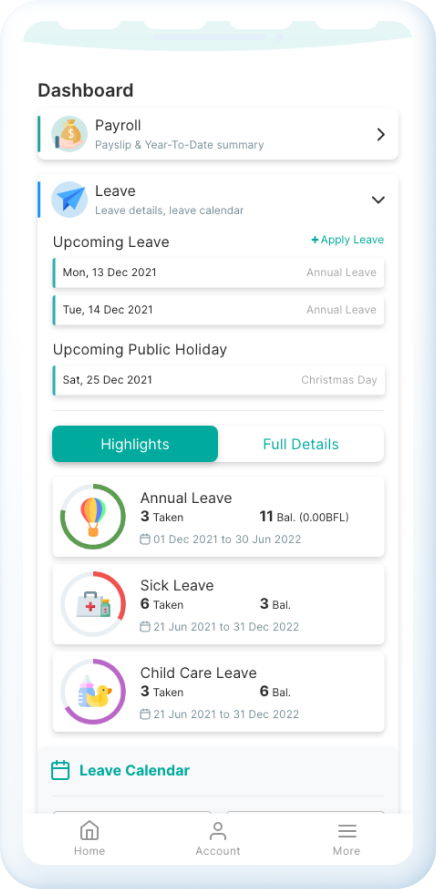 Dashboard
Payroll
Payslip & Year-To-Date summary
Leave
Leave details, leave calendar
Upcoming Leave
+ Apply Leave
Mon, 13 Dec 2021
Annual Leave
Tue, 14 Dec 2021
Annual Leave
Upcoming Public Holiday
Sat, 25 Dec 2021
Christmas Day
Highlights
Full Details
Annual Leave
3 Taken
11 Bal. (0.00BFL)
01 Dec 2021 to 30 Jun 2022
Sick Leave
6 Taken
3 Bal.
21 Jun 2021 to 31 Dec 2022
Child Care Leave
3 Taken
6 Bal.
21 Jun 2021 to 31 Dec 2022
Leave Calendar
Home
Account
More